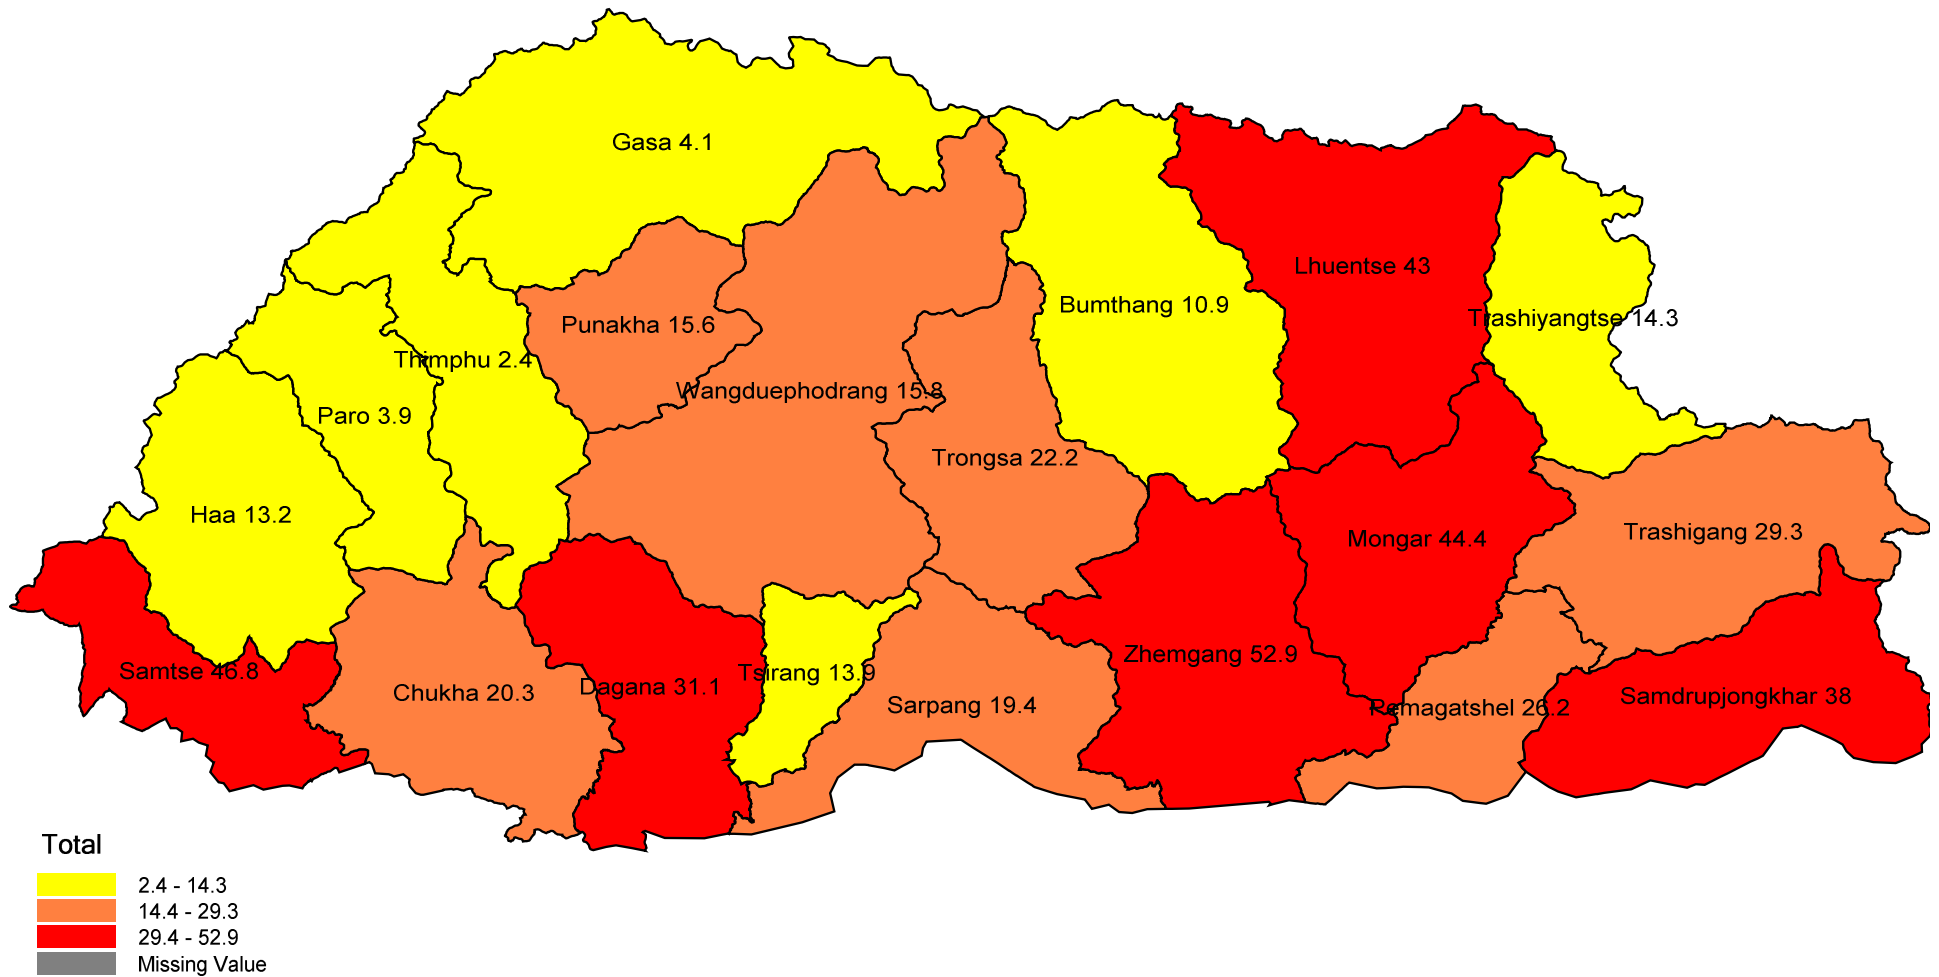 Gasa 4.1
Lhuentse 43
Bumthang 10.9
Trashiyangtse 14.3
Punakha 15.6
Thimphu 2.4
Wangduephodrang 15.8
Paro 3.9
Trongsa 22.2
Haa 13.2
Trashigang 29.3
Mongar 44.4
Zhemgang 52.9
Samtse 46.8
Tsirang 13.9
Dagana 31.1
Chukha 20.3
Samdrupjongkhar 38
Sarpang 19.4
Pemagatshel 26.2
Total
2.4 - 14.3
14.4 - 29.3
29.4 - 52.9
Missing Value